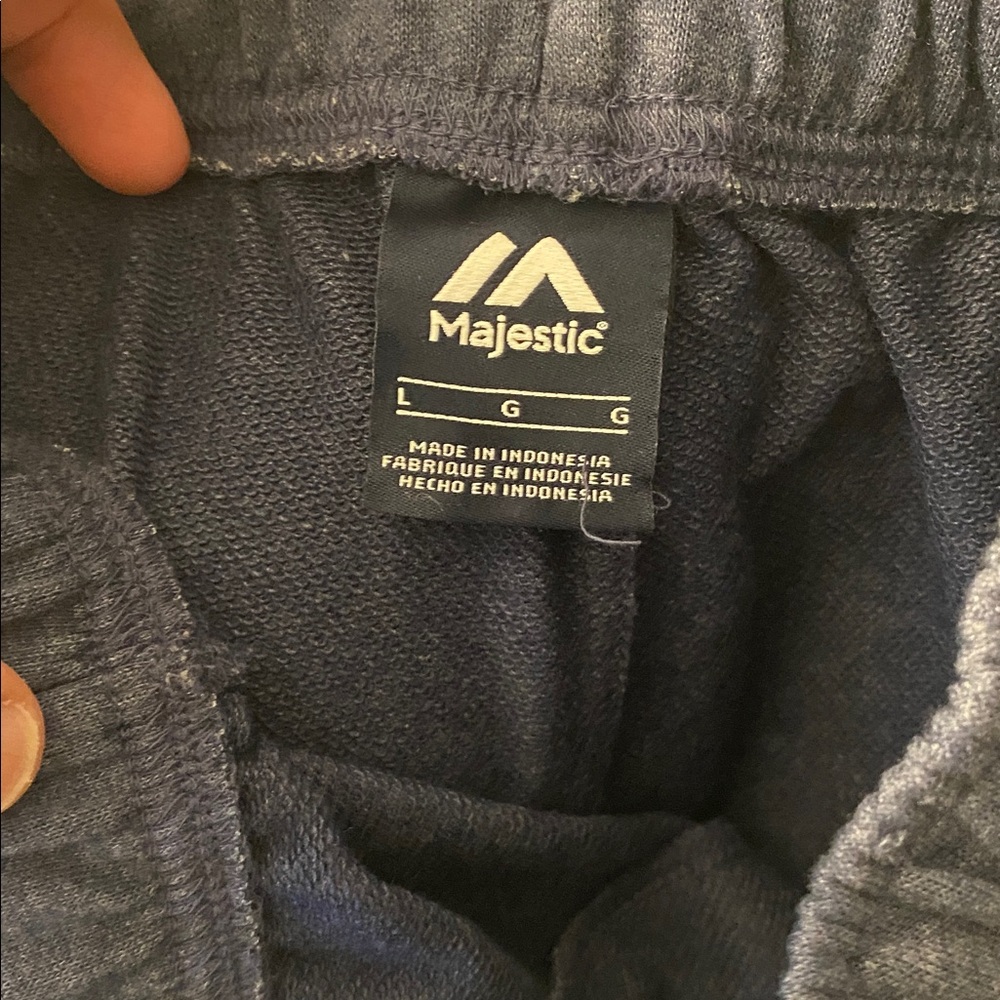 Majestic®
L G G
MADE IN INDONESIA
FABRIQUE EN INDONESIE
HECHO EN INDONESIA